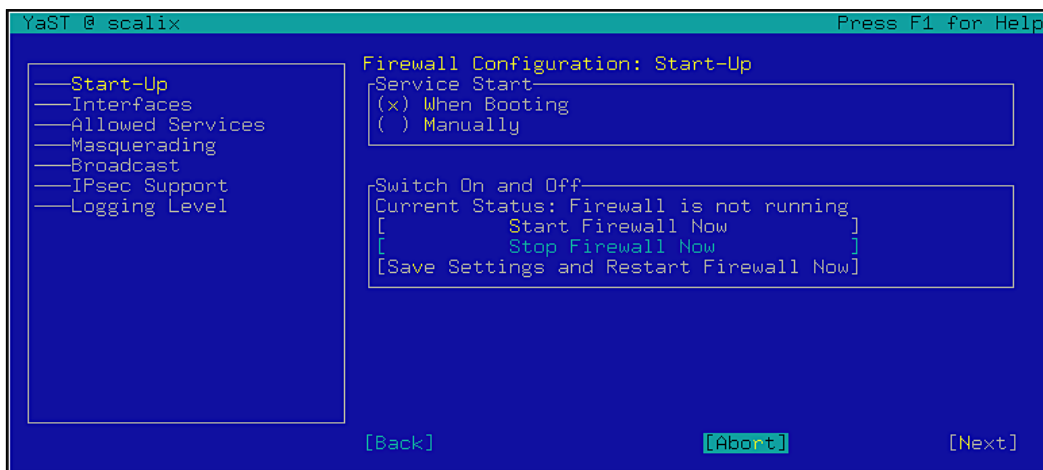 YaST @ scalix Press F1 for Help
Firewall Configuration: Start-Up
Start-Up
Interfaces
Allowed Services
Masquerading
Broadcast
IPsec Support
Logging Level
Service Start
(x) When Booting
( ) Manually
Switch On and Off
Current Status: Firewall is not running
[ Start Firewall Now ]
[ Stop Firewall Now ]
[Save Settings and Restart Firewall Now]
[Back] [Abort] [Next]